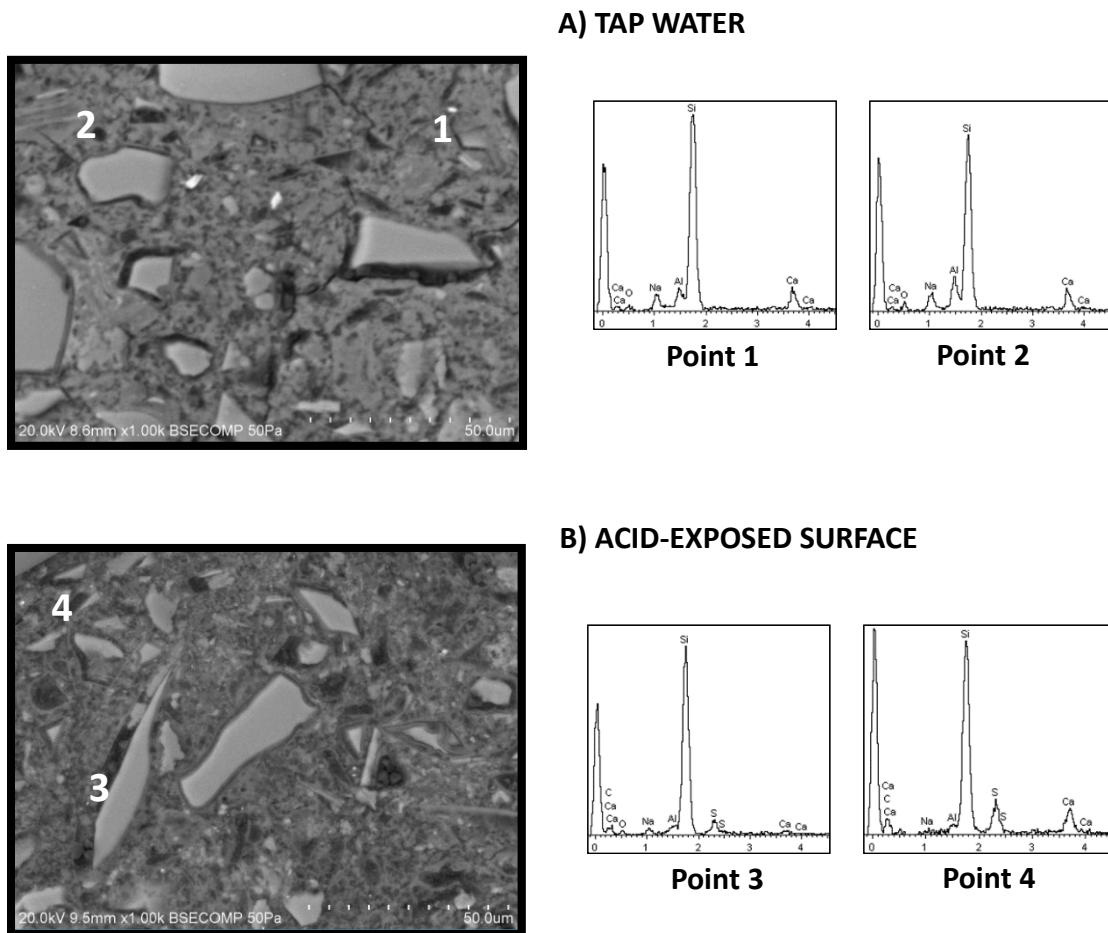 A) TAP WATER
2
1
20.0kV 8.6mm x1.00k BSECOMP 50Pa
50.0um
Si
Ca
Ca
O
Na
Al
Ca
Ca
0 1 2 3 4
Point 1
Si
Ca
Ca
O
Na
Al
Ca
Ca
0 1 2 3 4
Point 2
B) ACID-EXPOSED SURFACE
4
3
20.0kV 9.5mm x1.00k BSECOMP 50Pa
50.0um
Si
C
Ca
Ca
O
Na
Al
S
S
Ca
Ca
0 1 2 3 4
Point 3
Si
Ca
C
Ca
Na
Al
S
S
Ca
Ca
0 1 2 3 4
Point 4